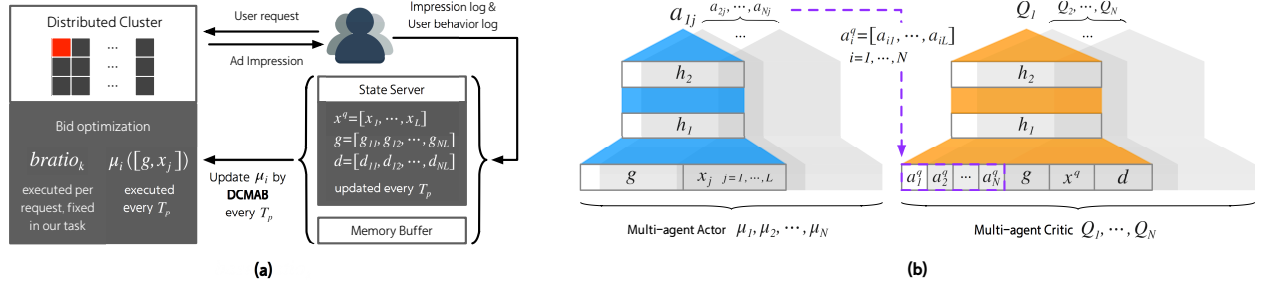 Distributed Cluster
...
...
Bid optimization
bratio_k
μ_i([g, x_j])
executed per
request, fixed
in our task
executed
every T_p
User request
Ad Impression
Impression log &
User behavior log
State Server
x^q=[x_1,⋯,x_L]
g=[g_11, g_12,⋯, g_NL]
d=[d_11, d_12,⋯, d_NL]
updated every T_p
Memory Buffer
Update μ_i by
DCMAB
every T_p
(a)
a_1j
a_2j,⋯,a_Nj
...
h_2
h_1
g
x_j j=1,⋯,L
Multi-agent Actor μ_1, μ_2,⋯, μ_N
a_i^q=[a_i1,⋯, a_iL]
i=1,⋯,N
Q_1
Q_2,⋯,Q_N
...
h_2
h_1
a_1^q a_2^q ⋯ a_N^q g x^q d
Multi-agent Critic Q_1,⋯, Q_N
(b)